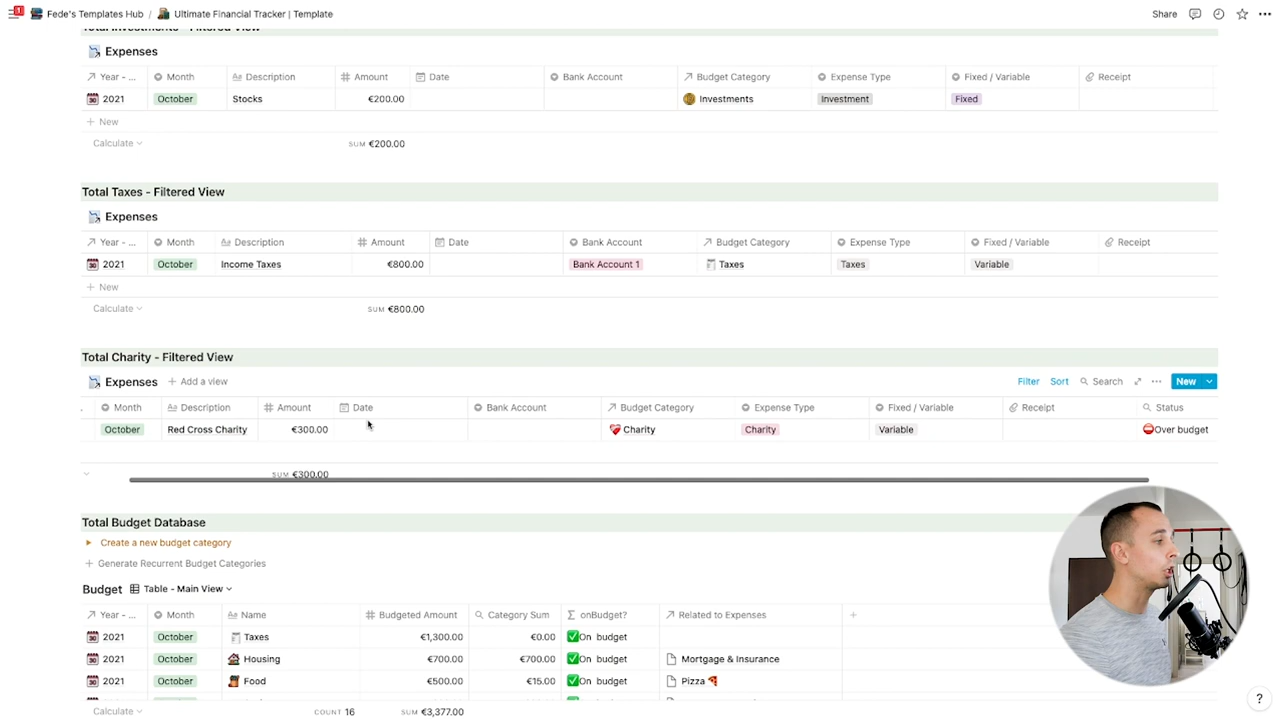 1
Fede's Templates Hub / Ultimate Financial Tracker | Template
Share
Total Investments - Filtered View
Expenses
Year - ... Month Description Amount Date Bank Account Budget Category Expense Type Fixed / Variable Receipt
2021 October Stocks €200.00 Investments Investment Fixed
+ New
Calculate SUM €200.00
Total Taxes - Filtered View
Expenses
Year - ... Month Description Amount Date Bank Account Budget Category Expense Type Fixed / Variable Receipt
2021 October Income Taxes €800.00 Bank Account 1 Taxes Taxes Variable
+ New
Calculate SUM €800.00
Total Charity - Filtered View
Expenses + Add a view Filter Sort Search ... New
Month Description Amount Date Bank Account Budget Category Expense Type Fixed / Variable Receipt Status
October Red Cross Charity €300.00 Charity Charity Variable Over budget
SUM €300.00
Total Budget Database
Create a new budget category
+ Generate Recurrent Budget Categories
Budget Table - Main View
Year - ... Month Name Budgeted Amount Category Sum onBudget? Related to Expenses +
2021 October Taxes €1,300.00 €0.00 On budget
2021 October Housing €700.00 €700.00 On budget Mortgage & Insurance
2021 October Food €500.00 €15.00 On budget Pizza
Calculate COUNT 16 SUM €3,377.00
?